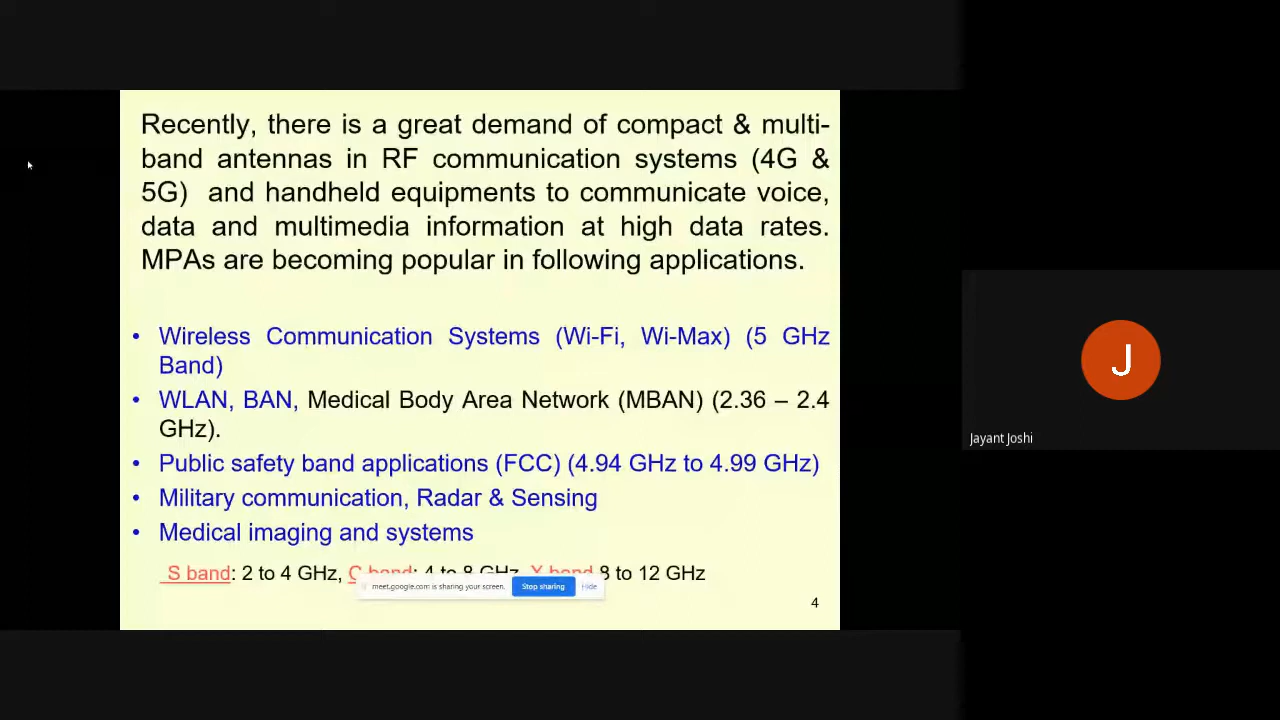 Recently, there is a great demand of compact & multi-
band antennas in RF communication systems (4G &
5G) and handheld equipments to communicate voice,
data and multimedia information at high data rates.
MPAs are becoming popular in following applications.
• Wireless Communication Systems (Wi-Fi, Wi-Max) (5 GHz
Band)
• WLAN, BAN, Medical Body Area Network (MBAN) (2.36 – 2.4
GHz).
• Public safety band applications (FCC) (4.94 GHz to 4.99 GHz)
• Military communication, Radar & Sensing
• Medical imaging and systems
S band: 2 to 4 GHz, C band: 4 to 8 GHz, X band 8 to 12 GHz
meet.google.com is sharing your screen. Stop sharing Hide
4
J
Jayant Joshi